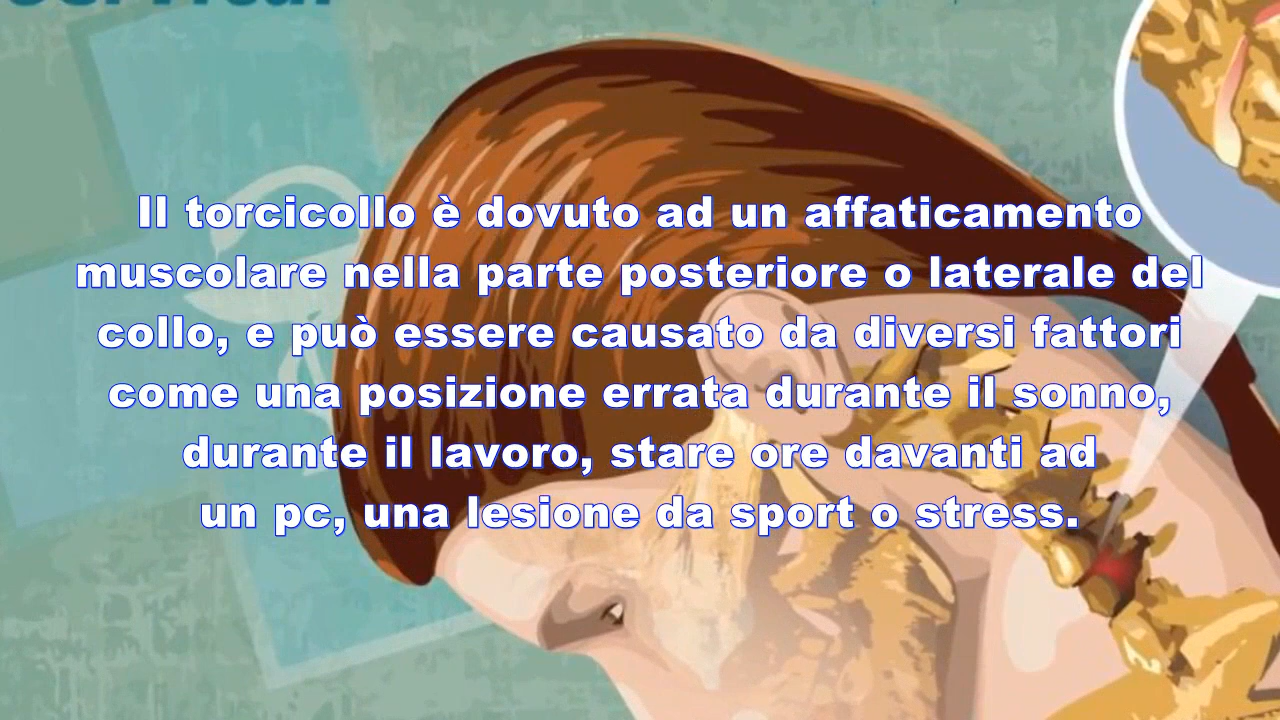 Il torcicollo è dovuto ad un affaticamento
muscolare nella parte posteriore o laterale del
collo, e può essere causato da diversi fattori
come una posizione errata durante il sonno,
durante il lavoro, stare ore davanti ad
un pc, una lesione da sport o stress.